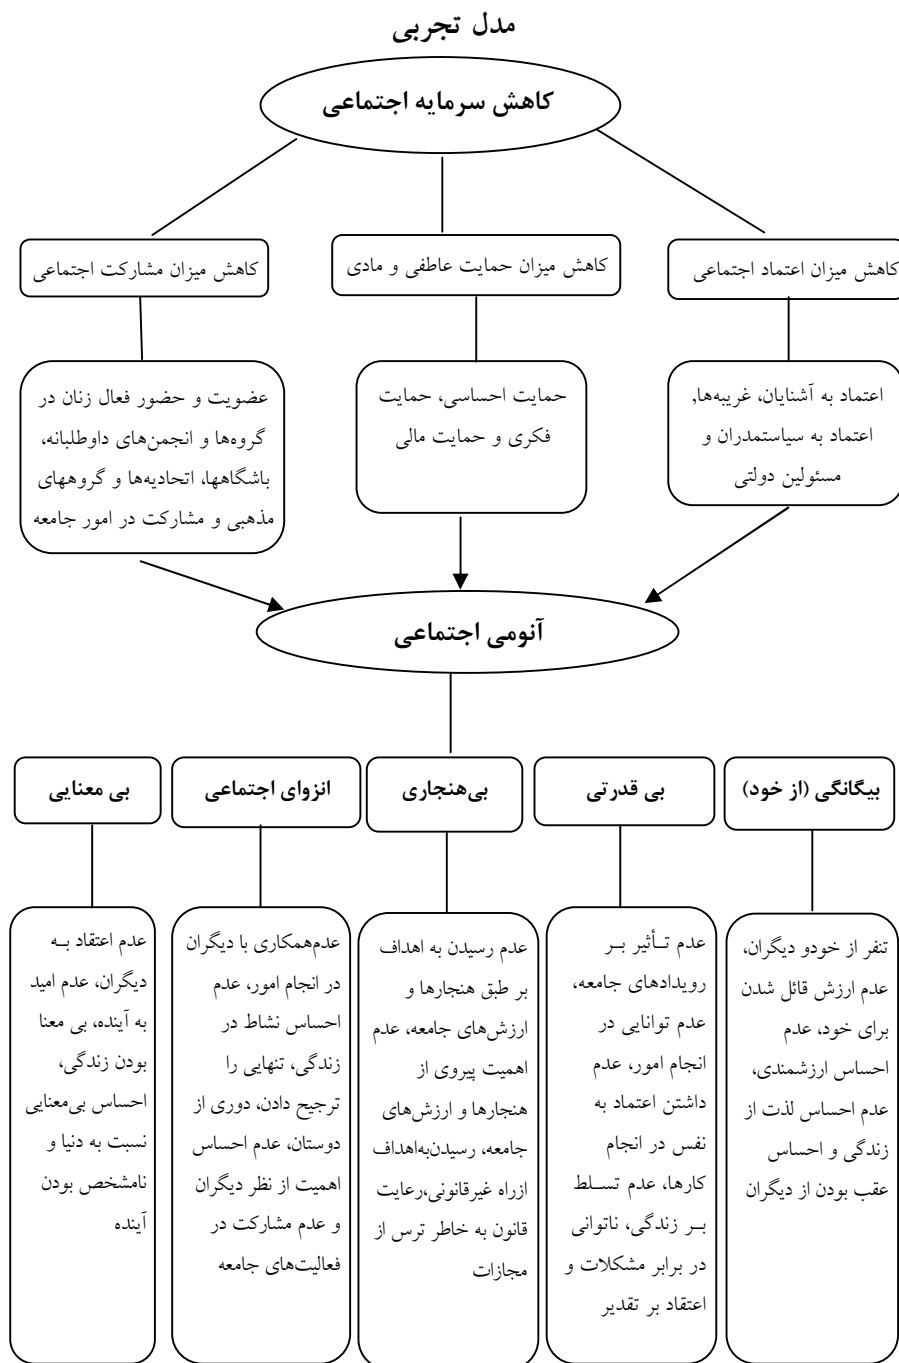 مدل تجربی
کاهش سرمایه اجتماعی
کاهش میزان اعتماد اجتماعی
کاهش میزان حمایت عاطفی و مادی
کاهش میزان مشارکت اجتماعی
اعتماد به آشنایان، غریبه‌ها,
اعتماد به سیاستمدران و
مسئولین دولتی
حمایت احساسی، حمایت
فکری و حمایت مالی
عضویت و حضور فعال زنان در
گروه‌ها و انجمن‌های داوطلبانه،
باشگاهها، اتحادیه‌ها و گروههای
مذهبی و مشارکت در امور جامعه
آنومی اجتماعی
بیگانگی (از خود)
بی قدرتی
بی‌هنجاری
انزوای اجتماعی
بی معنایی
تنفر از خودو دیگران،
عدم ارزش قائل شدن
برای خود، عدم
احساس ارزشمندی،
عدم احساس لذت از
زندگی و احساس
عقب بودن از دیگران
عدم تـأثیر بـر
رویدادهای جامعه،
عدم توانایی در
انجام امور، عدم
داشتن اعتماد به
نفس در انجام
کارها، عدم تسـلط
بـر زندگی، ناتوانی
در برابر مشکلات و
اعتقاد بر تقدیر
عدم رسیدن به اهداف
بر طبق هنجارها و
ارزش‌های جامعه، عدم
اهمیت پیروی از
هنجارها و ارزش‌های
جامعه، رسیدن‌به‌اهداف
ازراه غیرقانونی،رعایت
قانون به خاطر ترس از
مجازات
عدم‌همکاری با دیگران
در انجام امور، عدم
احساس نشاط در
زندگی، تنهایی را
ترجیح دادن، دوری از
دوستان، عدم احساس
اهمیت از نظر دیگران
و عدم مشارکت در
فعالیت‌های جامعه
عدم اعتقاد بـه
دیگران، عدم امید
به آینده، بی معنا
بودن زندگی،
احساس بی‌معنایی
نسبت به دنیا و
نامشخص بودن
آینده